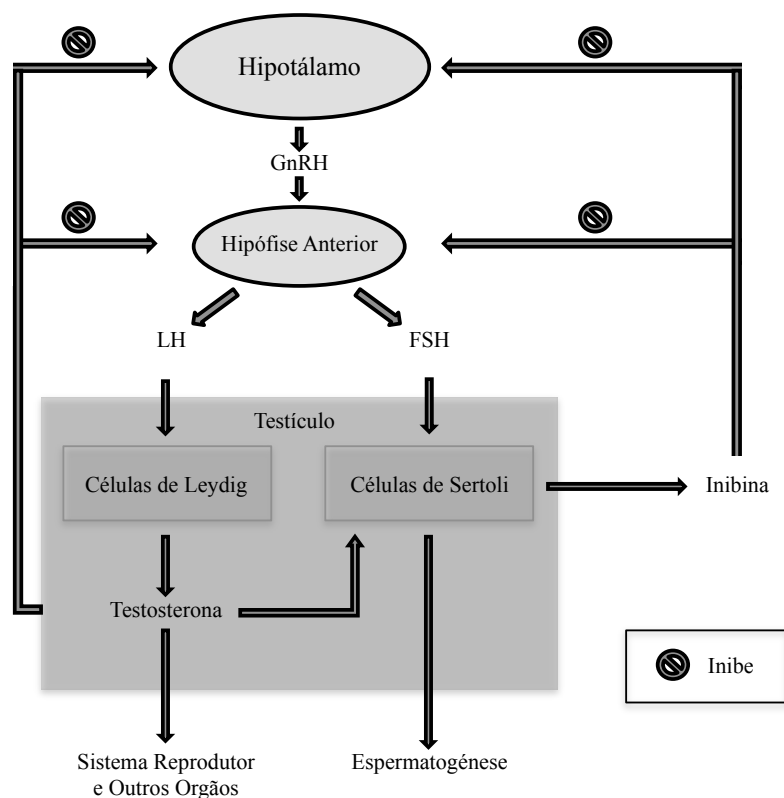 Hipotálamo
GnRH
Hipófise Anterior
LH
FSH
Testículo
Células de Leydig
Células de Sertoli
Inibina
Testosterona
Inibe
Sistema Reprodutor
e Outros Orgãos
Espermatogénese